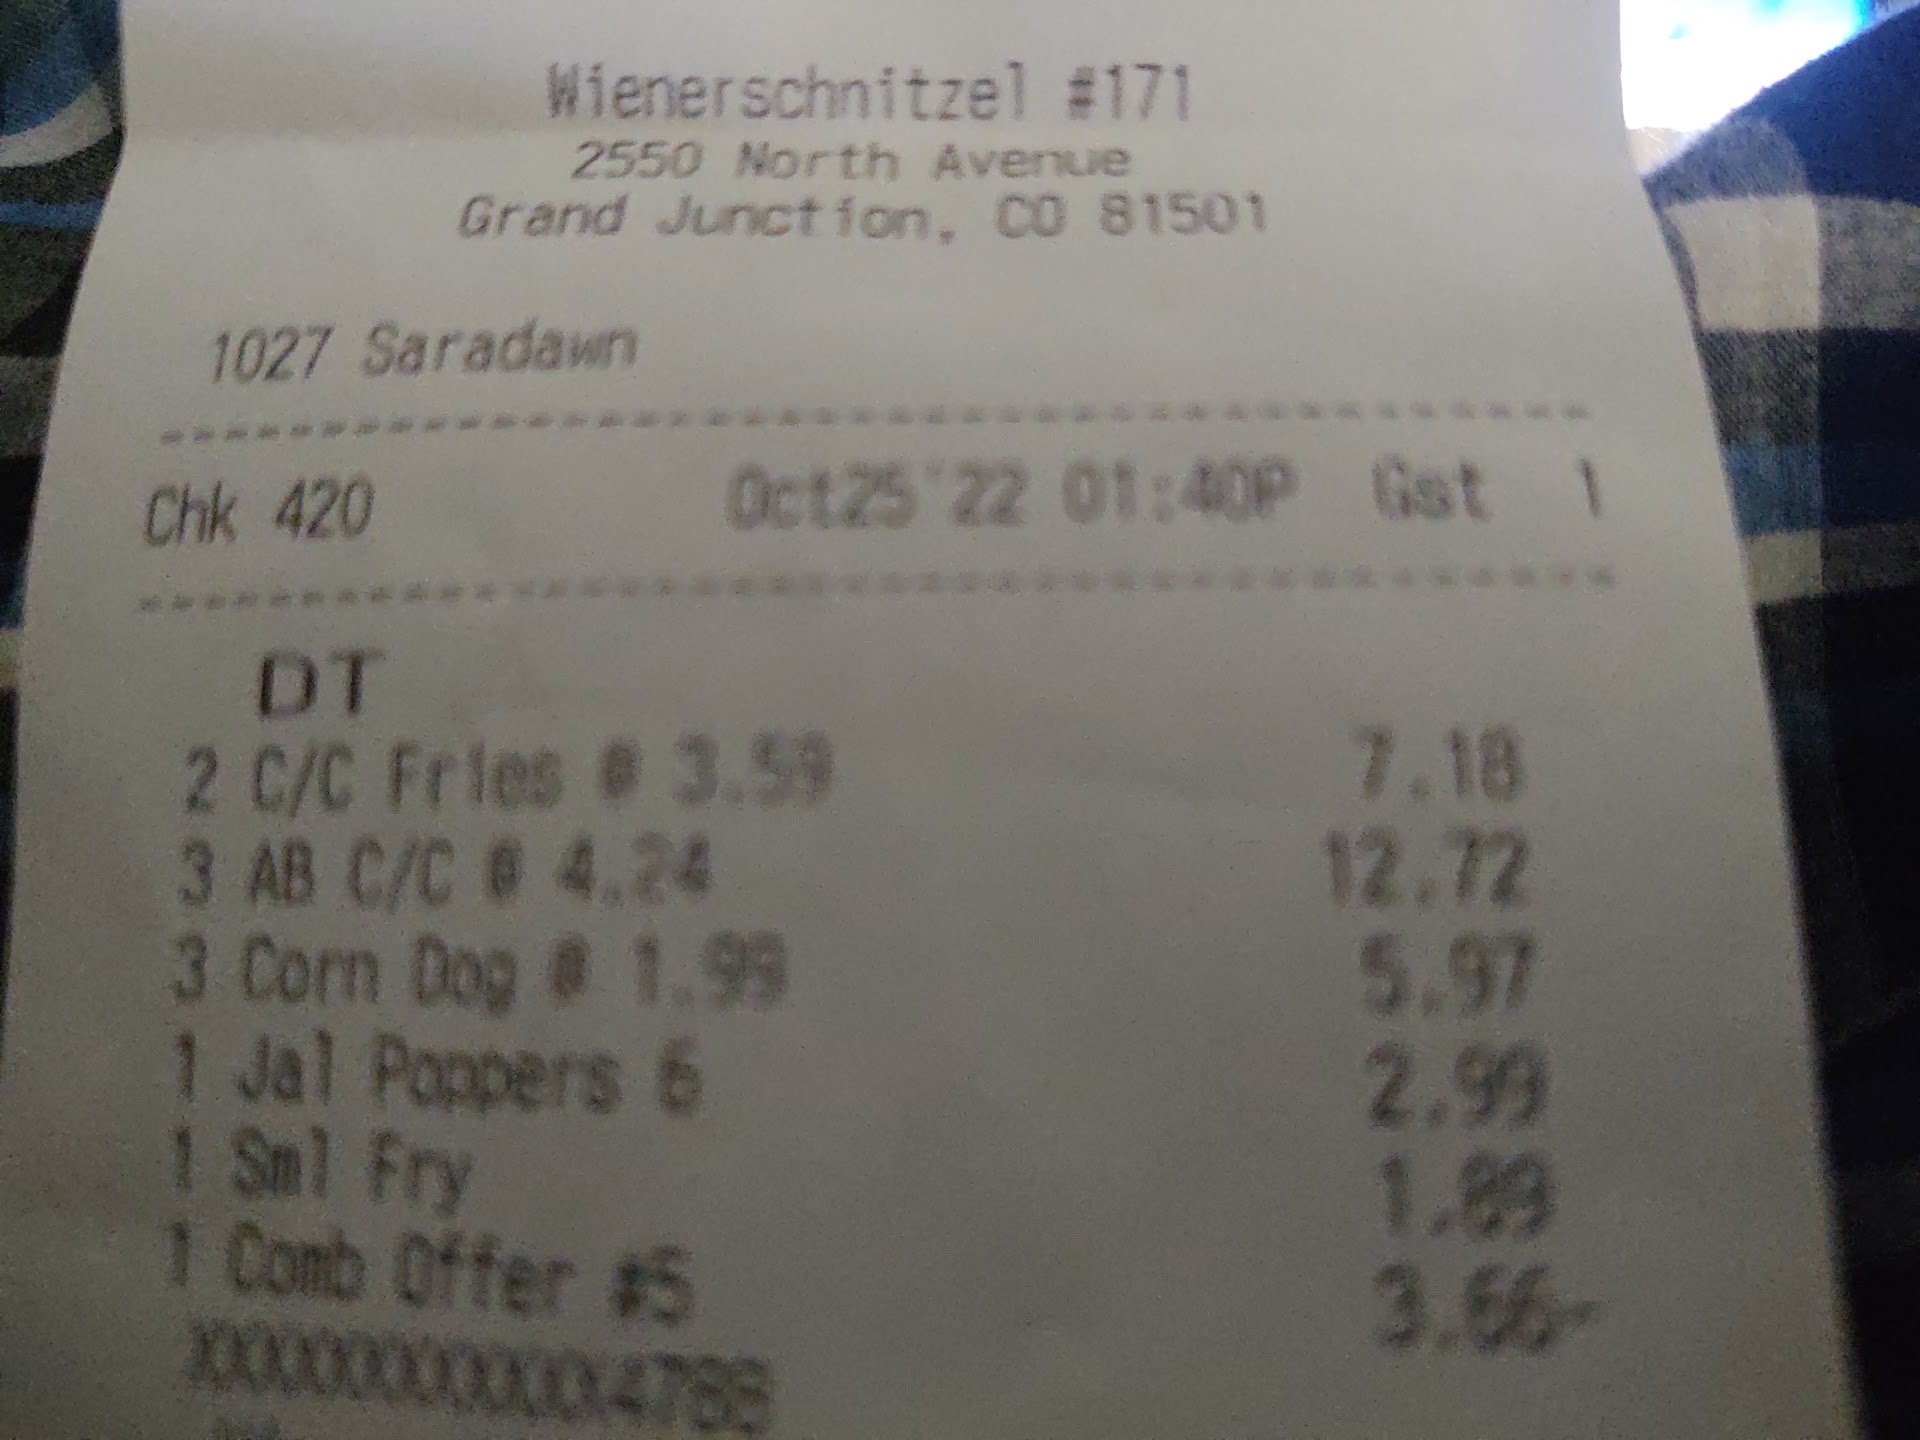 Wienerschnitzel #171
2550 North Avenue
Grand Junction, CO 81501
1027 Saradawn
Chk 420 Oct25'22 01:40P Gst 1
DT
2 C/C Fries @ 3.59 7.18
3 AB C/C @ 4.24 12.72
3 Corn Dog @ 1.99 5.97
1 Jal Poppers 6 2.99
1 Sml Fry 1.89
1 Comb Offer #5 3.66-